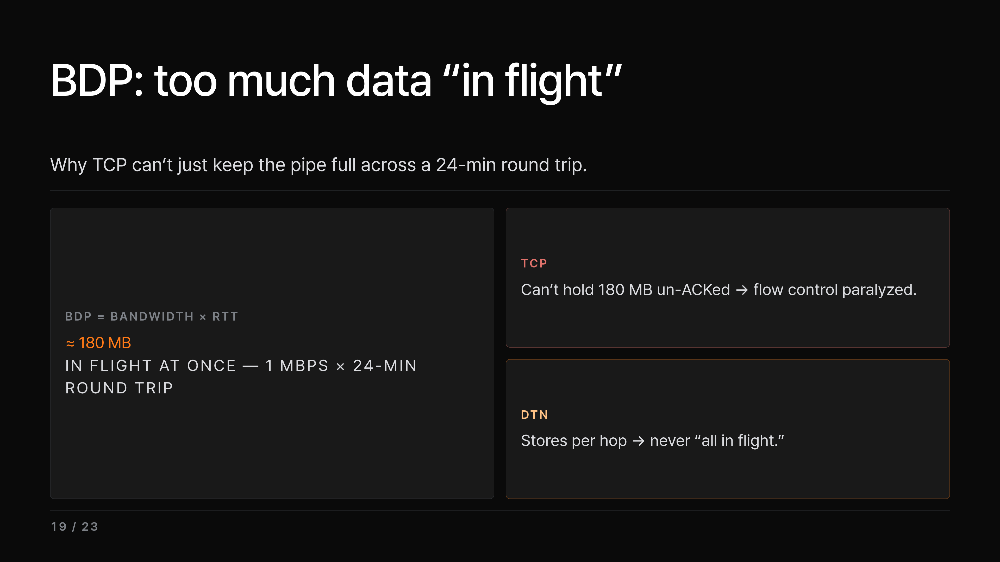 BDP: too much data “in flight”
Why TCP can’t just keep the pipe full across a 24-min round trip.
BDP = BANDWIDTH × RTT
≈ 180 MB
IN FLIGHT AT ONCE — 1 MBPS × 24-MIN
ROUND TRIP
TCP
Can’t hold 180 MB un-ACKed → flow control paralyzed.
DTN
Stores per hop → never “all in flight.”
19 / 23